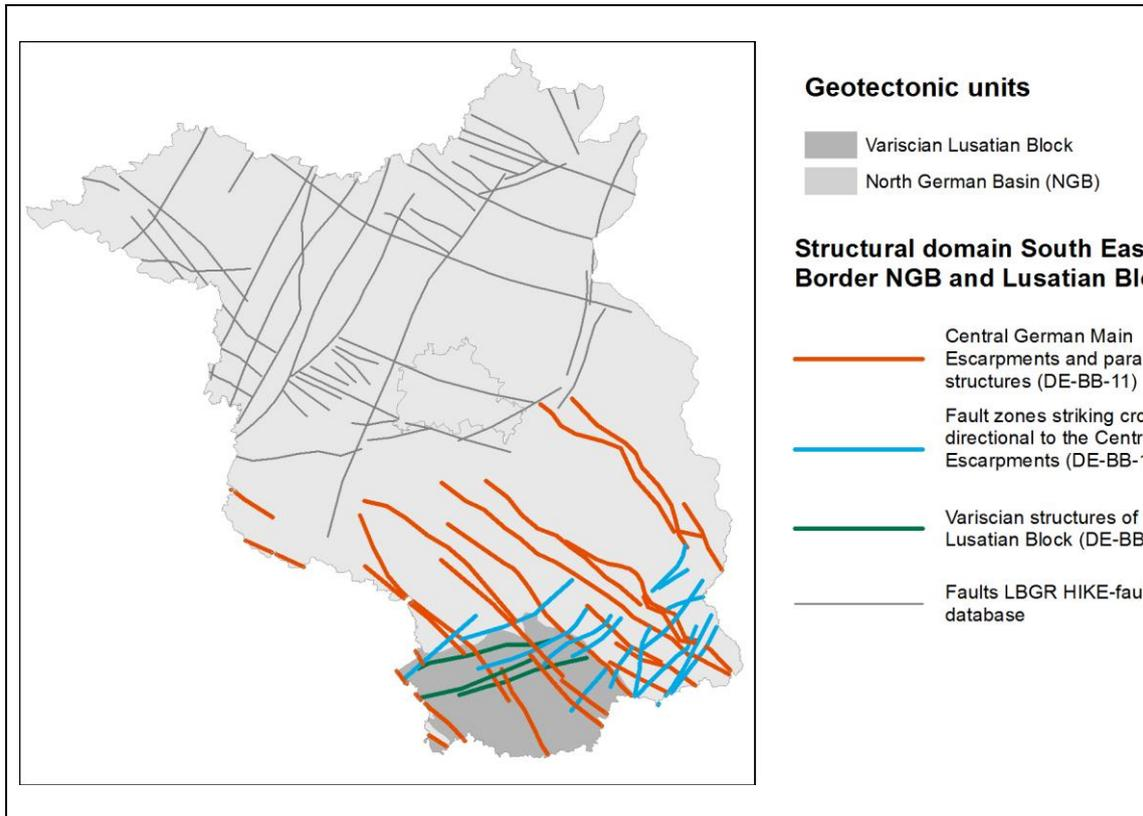 Geotectonic units
Variscian Lusatian Block
North German Basin (NGB)
Structural domain South Eas
Border NGB and Lusatian Blo
Central German Main
Escarpments and para
structures (DE-BB-11)
Fault zones striking cro
directional to the Centr
Escarpments (DE-BB-1
Variscian structures of
Lusatian Block (DE-BB
Faults LBGR HIKE-fau
database